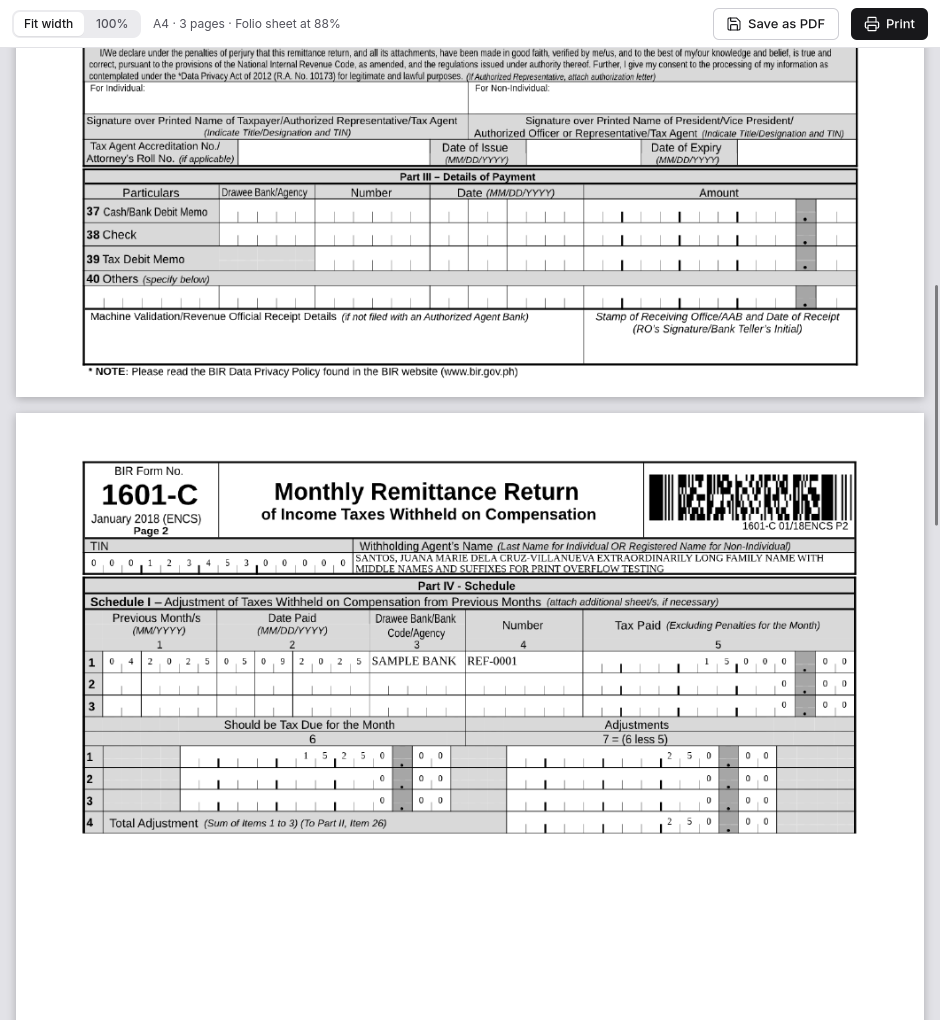 Fit width 100% A4 · 3 pages · Folio sheet at 88% Save as PDF Print
I/We declare under the penalties of perjury that this remittance return, and all its attachments, have been made in good faith, verified by me/us, and to the best of my/our knowledge and belief, is true and
correct, pursuant to the provisions of the National Internal Revenue Code, as amended, and the regulations issued under authority thereof. Further, I give my consent to the processing of my information as
contemplated under the *Data Privacy Act of 2012 (R.A. No. 10173) for legitimate and lawful purposes. (If Authorized Representative, attach authorization letter)
For Individual: For Non-Individual:
Signature over Printed Name of Taxpayer/Authorized Representative/Tax Agent
(Indicate Title/Designation and TIN)
Signature over Printed Name of President/Vice President/
Authorized Officer or Representative/Tax Agent (Indicate Title/Designation and TIN)
Tax Agent Accreditation No./
Attorney's Roll No. (if applicable)
Date of Issue
(MM/DD/YYYY)
Date of Expiry
(MM/DD/YYYY)
Part III – Details of Payment
Particulars Drawee Bank/Agency Number Date (MM/DD/YYYY) Amount
37 Cash/Bank Debit Memo
38 Check
39 Tax Debit Memo
40 Others (specify below)
Machine Validation/Revenue Official Receipt Details (if not filed with an Authorized Agent Bank)
Stamp of Receiving Office/AAB and Date of Receipt
(RO's Signature/Bank Teller's Initial)
* NOTE: Please read the BIR Data Privacy Policy found in the BIR website (www.bir.gov.ph)
BIR Form No.
1601-C
January 2018 (ENCS)
Page 2
Monthly Remittance Return
of Income Taxes Withheld on Compensation
1601-C 01/18ENCS P2
TIN Withholding Agent's Name (Last Name for Individual OR Registered Name for Non-Individual)
0 0 0 1 2 3 4 5 3 0 0 0 0 0
SANTOS, JUANA MARIE DELA CRUZ-VILLANUEVA EXTRAORDINARILY LONG FAMILY NAME WITH
MIDDLE NAMES AND SUFFIXES FOR PRINT OVERFLOW TESTING
Part IV - Schedule
Schedule I – Adjustment of Taxes Withheld on Compensation from Previous Months (attach additional sheet/s, if necessary)
Previous Month/s
(MM/YYYY)
1
Date Paid
(MM/DD/YYYY)
2
Drawee Bank/Bank
Code/Agency
3
Number
4
Tax Paid (Excluding Penalties for the Month)
5
1 0 4 2 0 2 5 0 5 0 9 2 0 2 5 SAMPLE BANK REF-0001 1 5 0 0 0 . 0 0
2 0 . 0 0
3 0 . 0 0
Should be Tax Due for the Month Adjustments
6 7 = (6 less 5)
1 1 5 2 5 0 . 0 0 2 5 0 . 0 0
2 0 . 0 0 0 . 0 0
3 0 . 0 0 0 . 0 0
4 Total Adjustment (Sum of Items 1 to 3) (To Part II, Item 26) 2 5 0 . 0 0